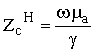 Z_c^H = ωμ_a / γ